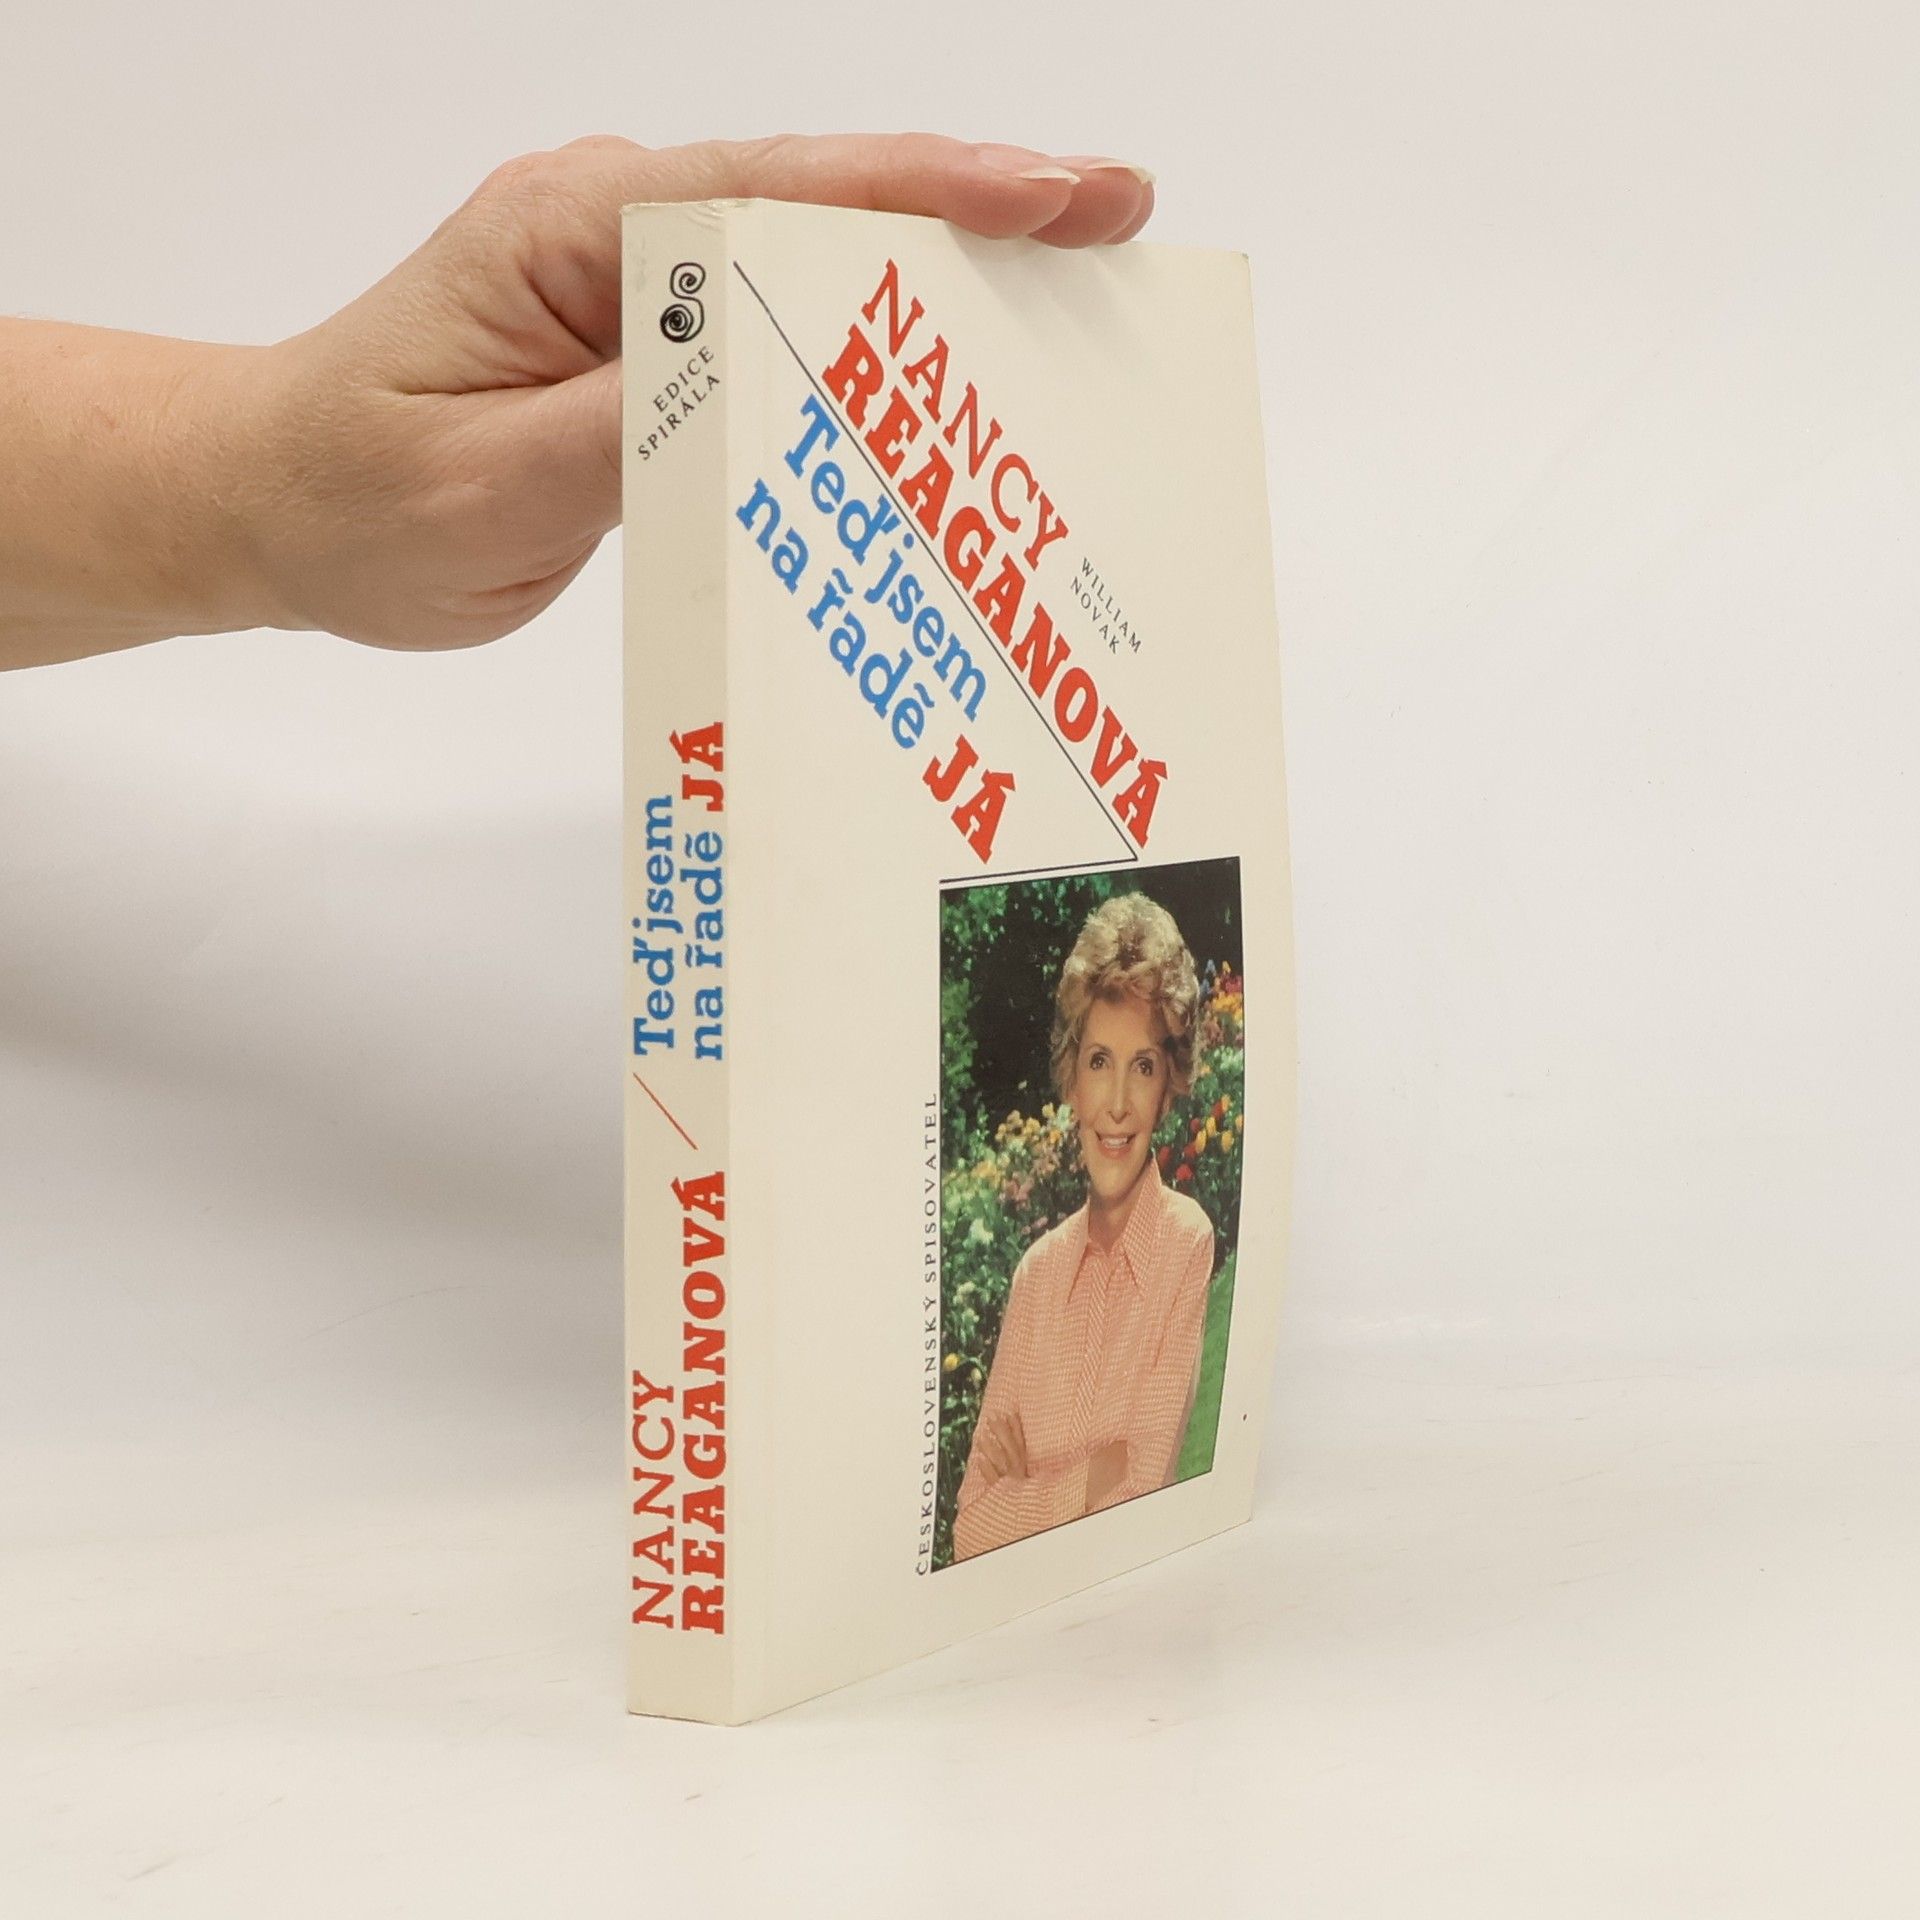 EDICE
SPIRÁLA
NANCY
REAGANOVÁ
Teď jsem
na řadě JÁ
NANCY
REAGANOVÁ
WILLIAM
NOVAK
Teď jsem
na řadě JÁ
ČESKOSLOVENSKÝ SPISOVATEL